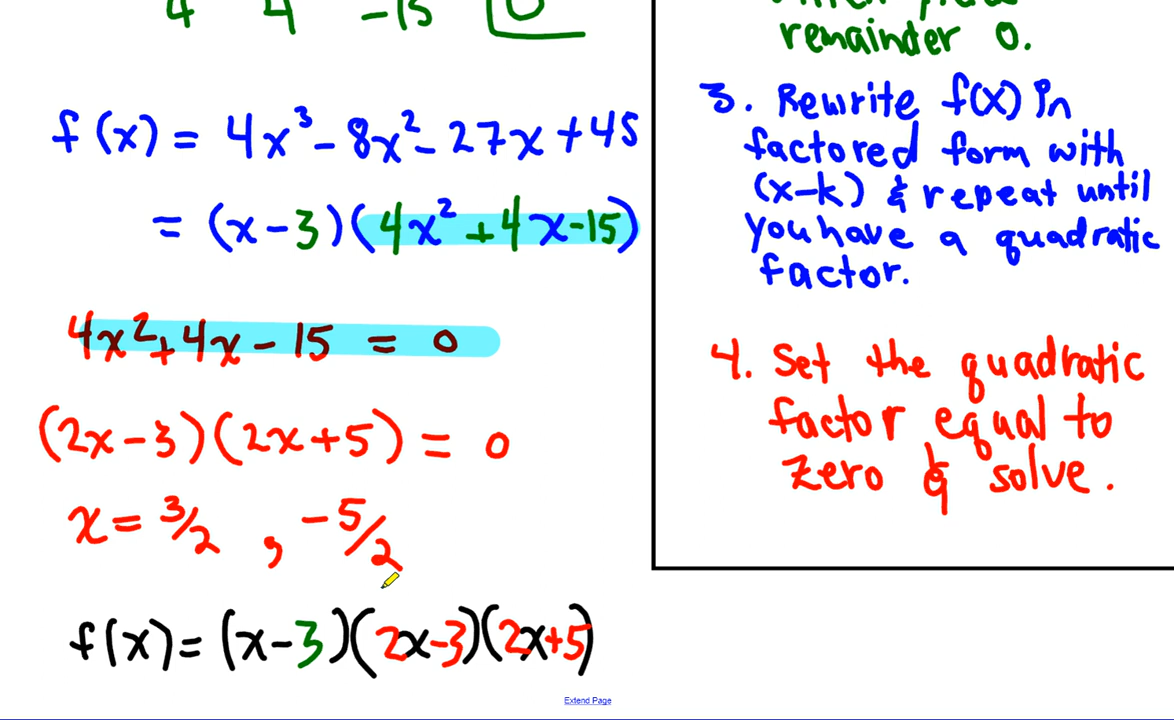 4 4 -15 0
f(x) = 4x³ - 8x² - 27x + 45
= (x-3)(4x²+4x-15)
4x²+4x-15 = 0
(2x-3)(2x+5) = 0
x = 3/2 , -5/2
f(x) = (x-3)(2x-3)(2x+5)
remainder 0.
3. Rewrite f(x) in
factored form with
(x-k) & repeat until
you have a quadratic
factor.
4. Set the quadratic
factor equal to
zero & solve.
Extend Page